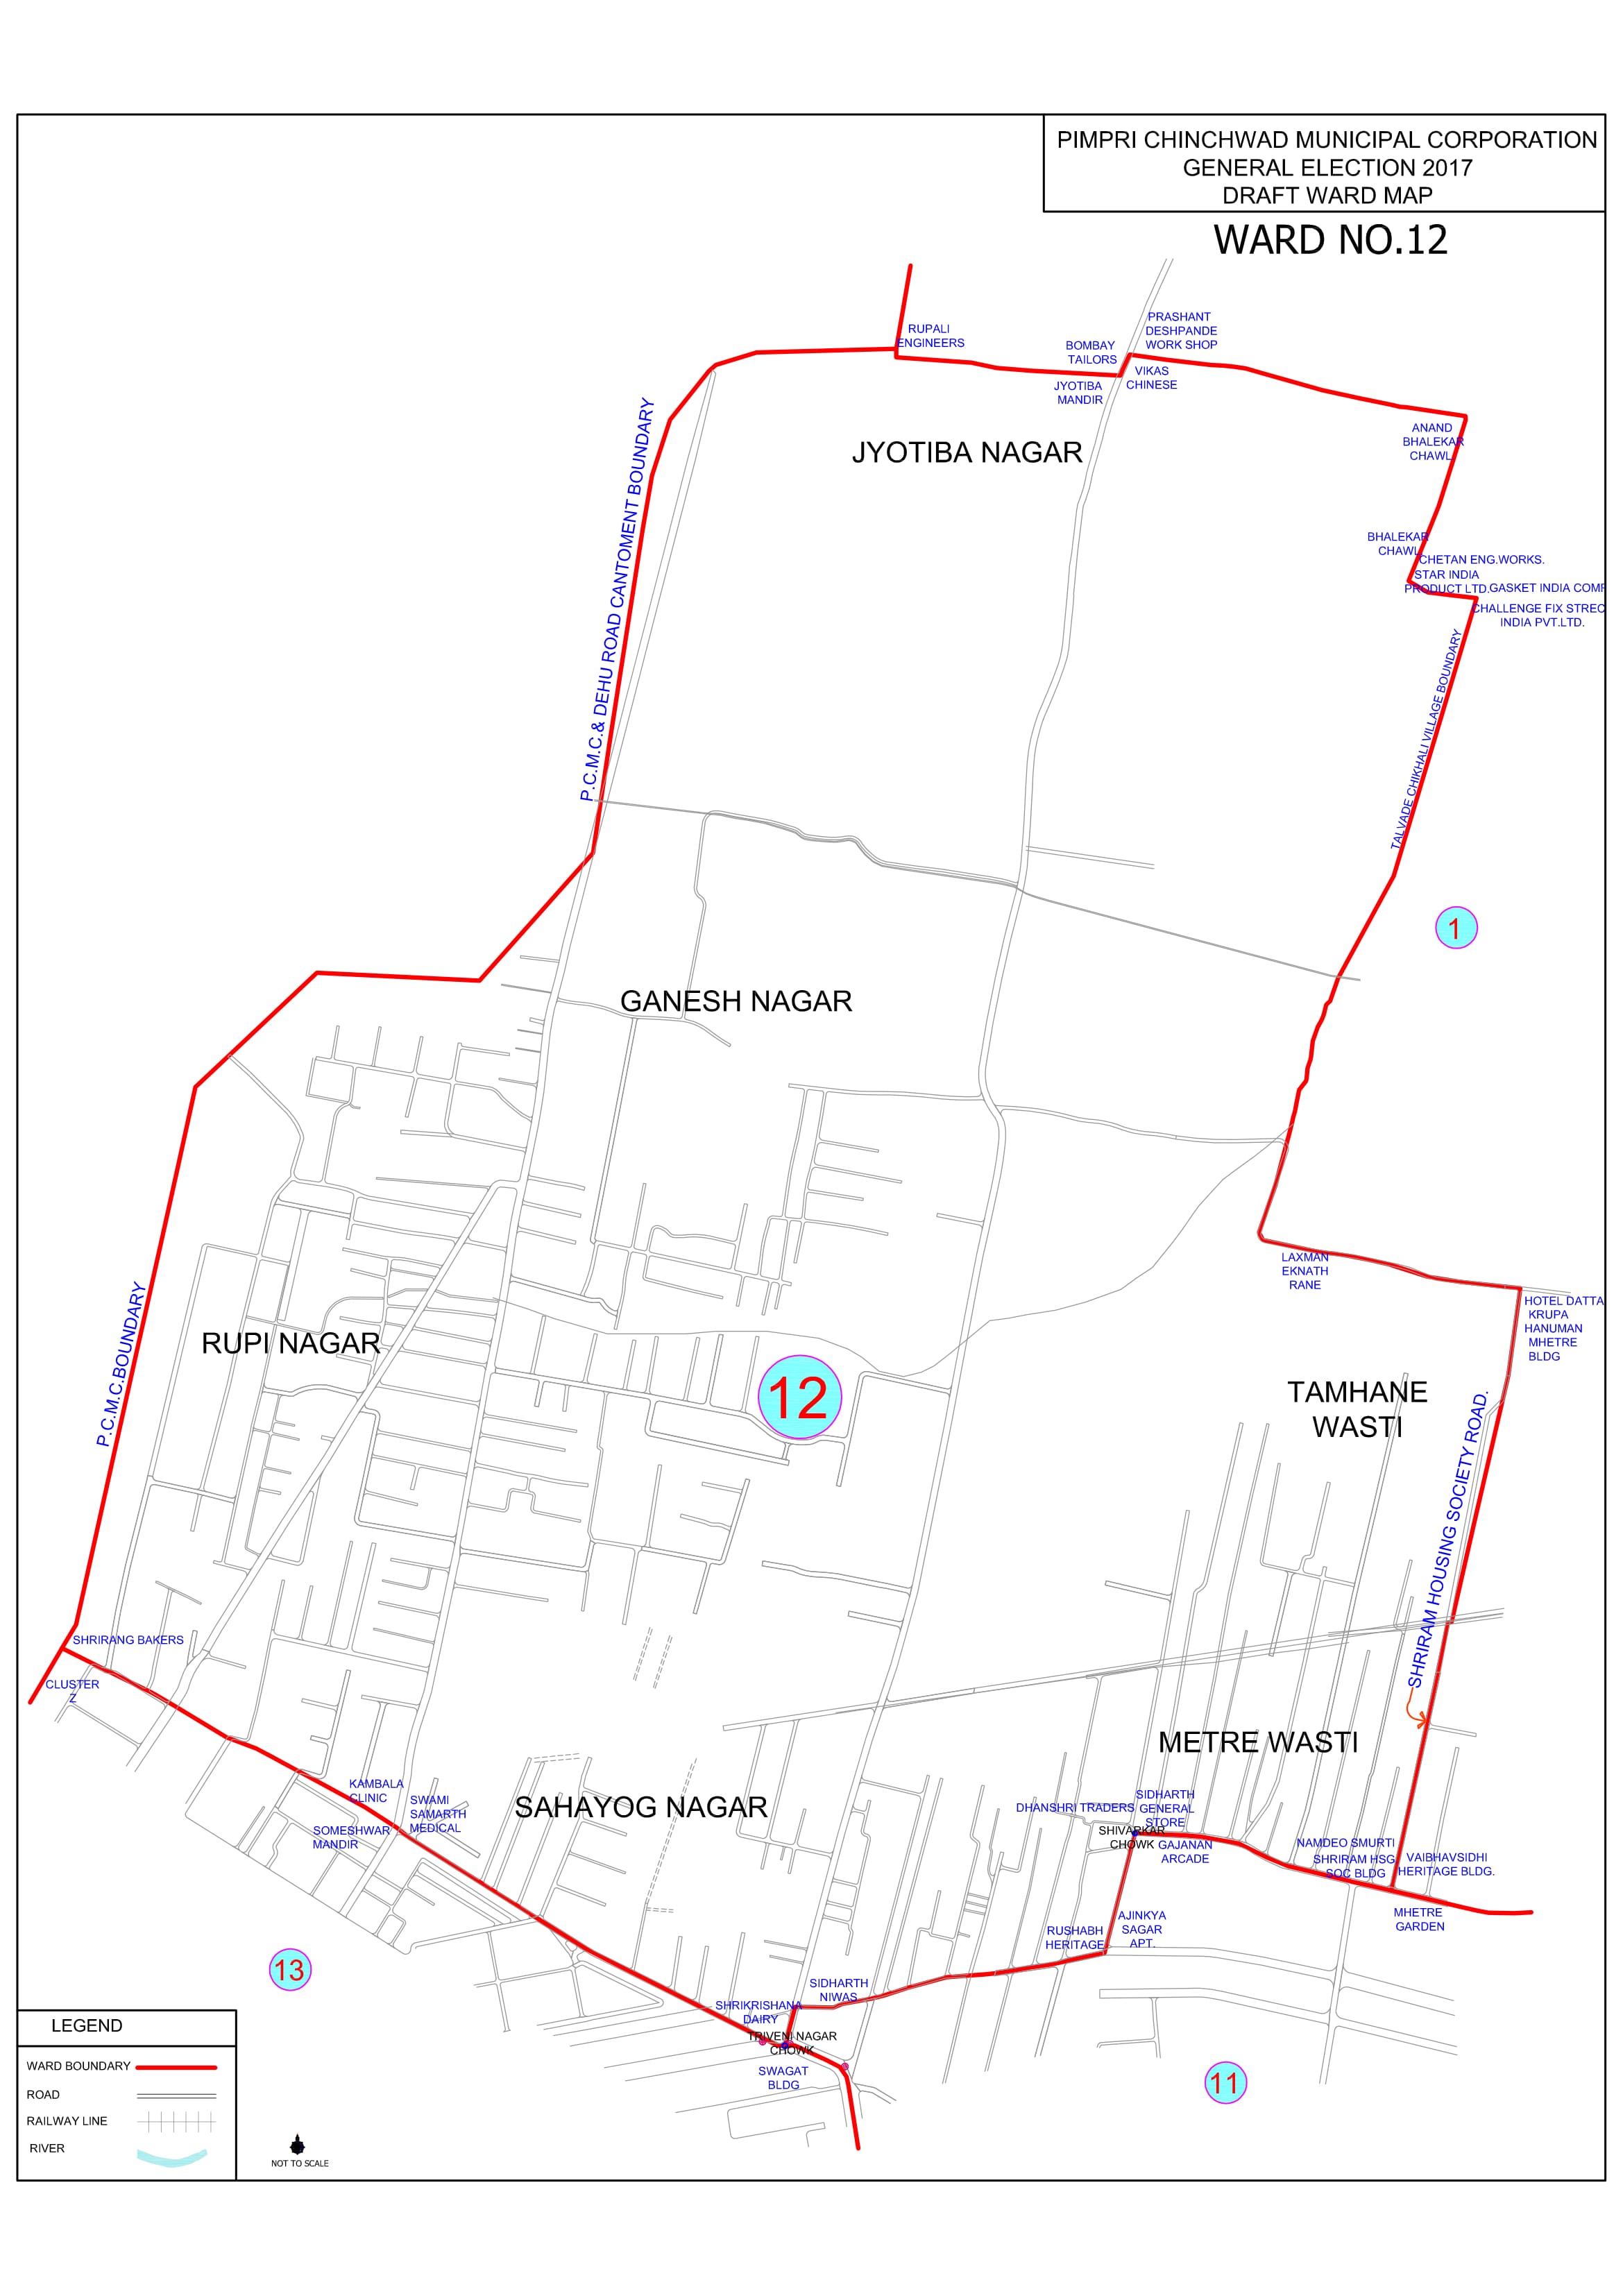 PIMPRI CHINCHWAD MUNICIPAL CORPORATION
GENERAL ELECTION 2017
DRAFT WARD MAP
WARD NO.12
RUPALI
ENGINEERS
BOMBAY
TAILORS
PRASHANT
DESHPANDE
WORK SHOP
JYOTIBA
MANDIR
VIKAS
CHINESE
P.C.M.C.& DEHU ROAD CANTOMENT BOUNDARY
JYOTIBA NAGAR
ANAND
BHALEKAR
CHAWL
BHALEKAR
CHAWL
CHETAN ENG.WORKS.
STAR INDIA
PRODUCT LTD.
GASKET INDIA COMP
CHALLENGE FIX STREC
INDIA PVT.LTD.
TALVADE CHIKHALI VILLAGE BOUNDARY
1
GANESH NAGAR
LAXMAN
EKNATH
RANE
HOTEL DATTA
KRUPA
HANUMAN
MHETRE
BLDG
P.C.M.C.BOUNDARY
RUPI NAGAR
12
TAMHANE
WASTI
SHRIRAM HOUSING SOCIETY ROAD.
SHRIRANG BAKERS
CLUSTER
Z
METRE WASTI
KAMBALA
CLINIC
SWAMI
SAMARTH
MEDICAL
SOMESHWAR
MANDIR
SAHAYOG NAGAR
DHANSHRI TRADERS
SIDHARTH
GENERAL
STORE
SHIVARKAR
CHOWK
GAJANAN
ARCADE
NAMDEO SMURTI
SHRIRAM HSG
SOC BLDG
VAIBHAVSIDHI
HERITAGE BLDG.
MHETRE
GARDEN
RUSHABH
HERITAGE
AJINKYA
SAGAR
APT.
13
SIDHARTH
NIWAS
SHRIKRISHANA
DAIRY
TRIVENI NAGAR
CHOWK
SWAGAT
BLDG
11
LEGEND
WARD BOUNDARY
ROAD
RAILWAY LINE
RIVER
NOT TO SCALE